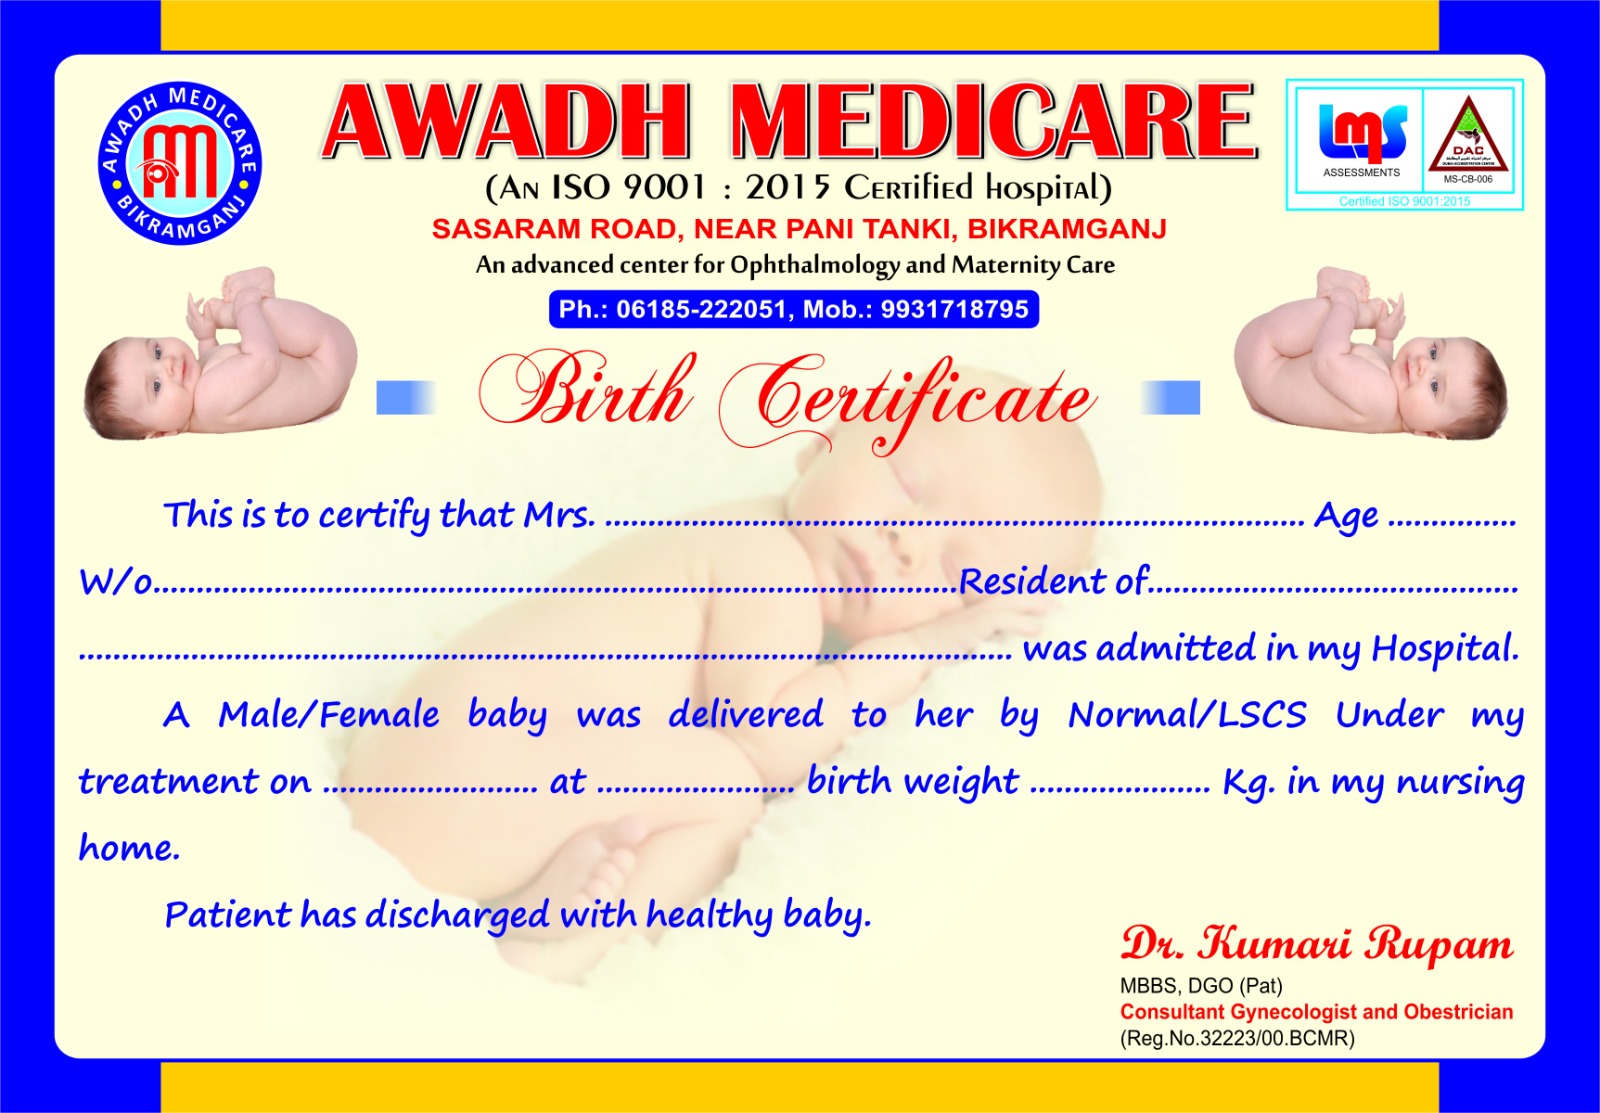 AWADH MEDICARE
BIKRAMGANJ
AWADH MEDICARE
(An ISO 9001 : 2015 Certified hospital)
SASARAM ROAD, NEAR PANI TANKI, BIKRAMGANJ
An advanced center for Ophthalmology and Maternity Care
Ph.: 06185-222051, Mob.: 9931718795
LMS
ASSESSMENTS
DAC
MS-CB-006
Certified ISO 9001:2015
Birth Certificate
This is to certify that Mrs. .................................................................................. Age ...............
W/o..............................................................................................Resident of...........................................
............................................................................................................. was admitted in my Hospital.
A Male/Female baby was delivered to her by Normal/LSCS Under my
treatment on ......................... at ....................... birth weight ..................... Kg. in my nursing
home.
Patient has discharged with healthy baby.
Dr. Kumari Rupam
MBBS, DGO (Pat)
Consultant Gynecologist and Obestrician
(Reg.No.32223/00.BCMR)